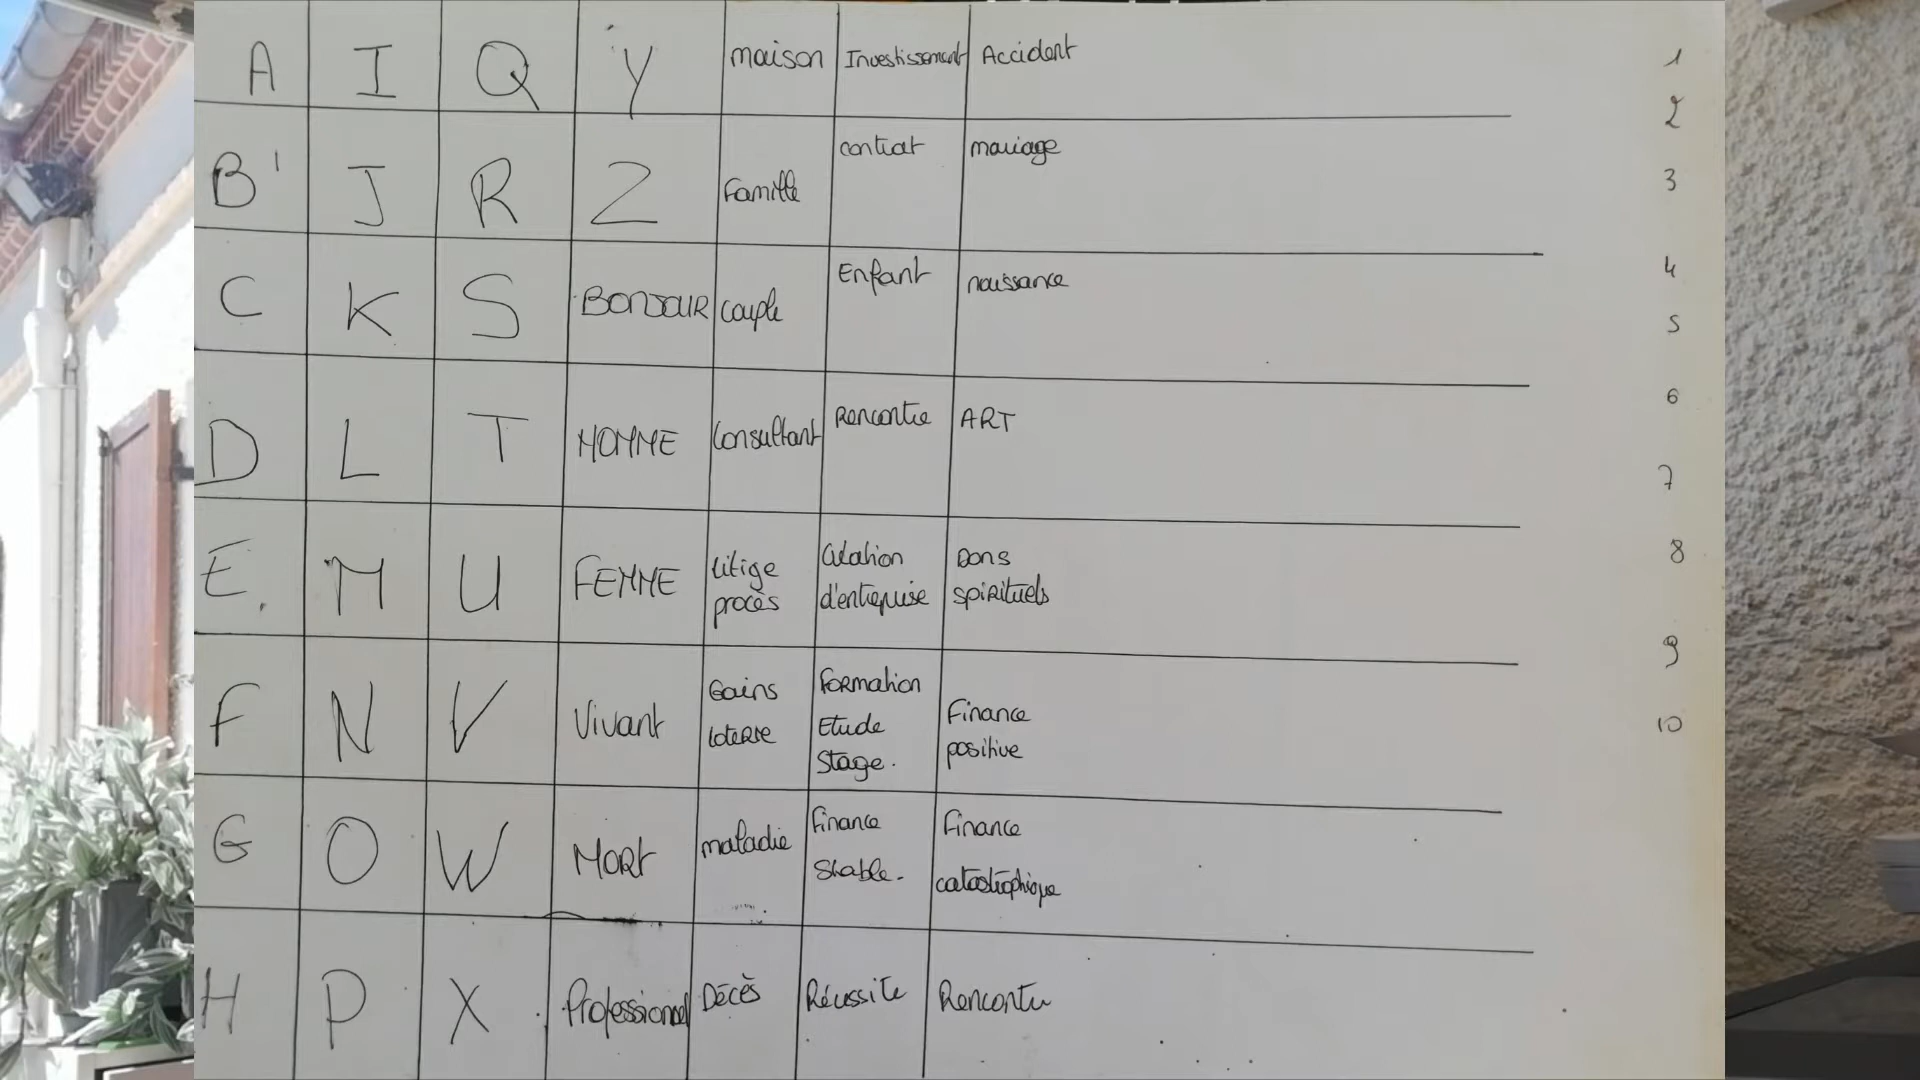 A I Q Y maison Investissement Accident 1
2
B' J R Z Famille contrat mariage 3
C K S BONJOUR couple Enfant naissance 4
5
D L T HOMME Consultant Rencontre ART 6
7
E. M U FEMME Litige procès Création d'entreprise Dons spirituels 8
9
F N V Vivant Gains loterie Formation Etude Stage. Finance positive 10
G O W MORt maladie Finance Stable. Finance catastrophique
H P X Professionnel Décès Réussite Rencontre